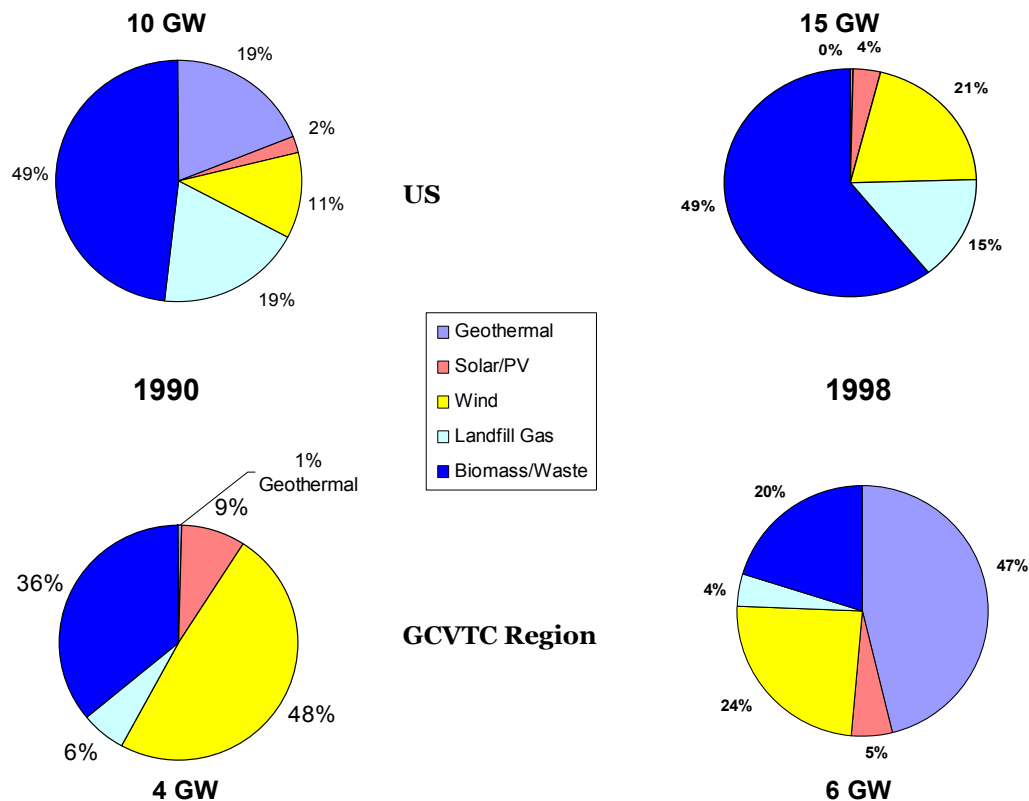 10 GW
19%
2%
11%
19%
49%
US
15 GW
0%
4%
21%
15%
49%
Geothermal
Solar/PV
Wind
Landfill Gas
Biomass/Waste
1990
1998
1%
Geothermal
9%
48%
6%
36%
4 GW
GCVTC Region
20%
47%
4%
24%
5%
6 GW